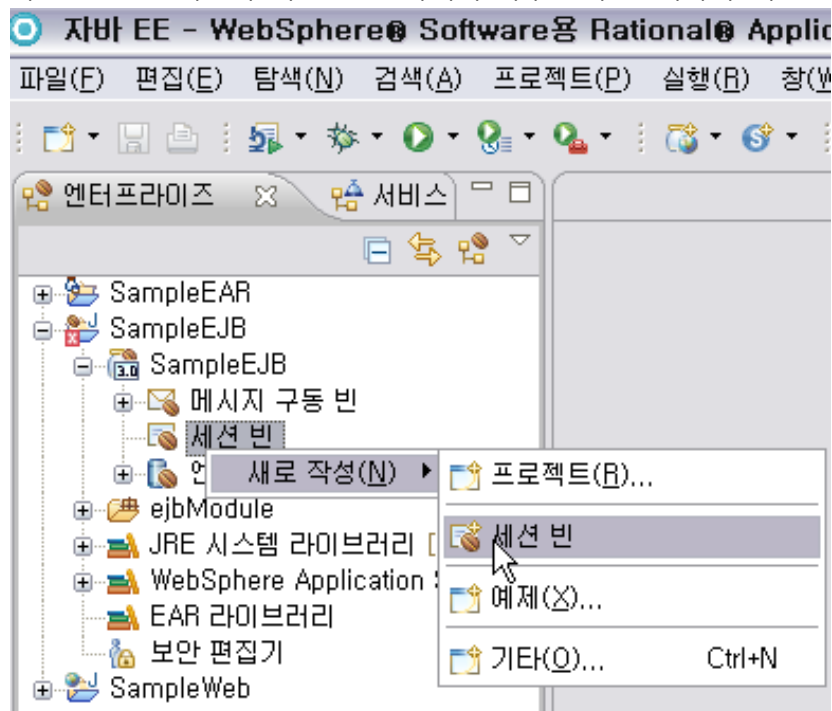 자바 EE - WebSphere® Software용 Rational® Applic
파일(F) 편집(E) 탐색(N) 검색(A) 프로젝트(P) 실행(R) 창(W
엔터프라이즈 서비스
SampleEAR
SampleEJB
3.0 SampleEJB
메시지 구동 빈
세션 빈
새로 작성(N) 프로젝트(R)...
ejbModule
세션 빈
JRE 시스템 라이브러리 [
WebSphere Application
예제(X)...
EAR 라이브러리
보안 편집기
기타(O)... Ctrl+N
SampleWeb